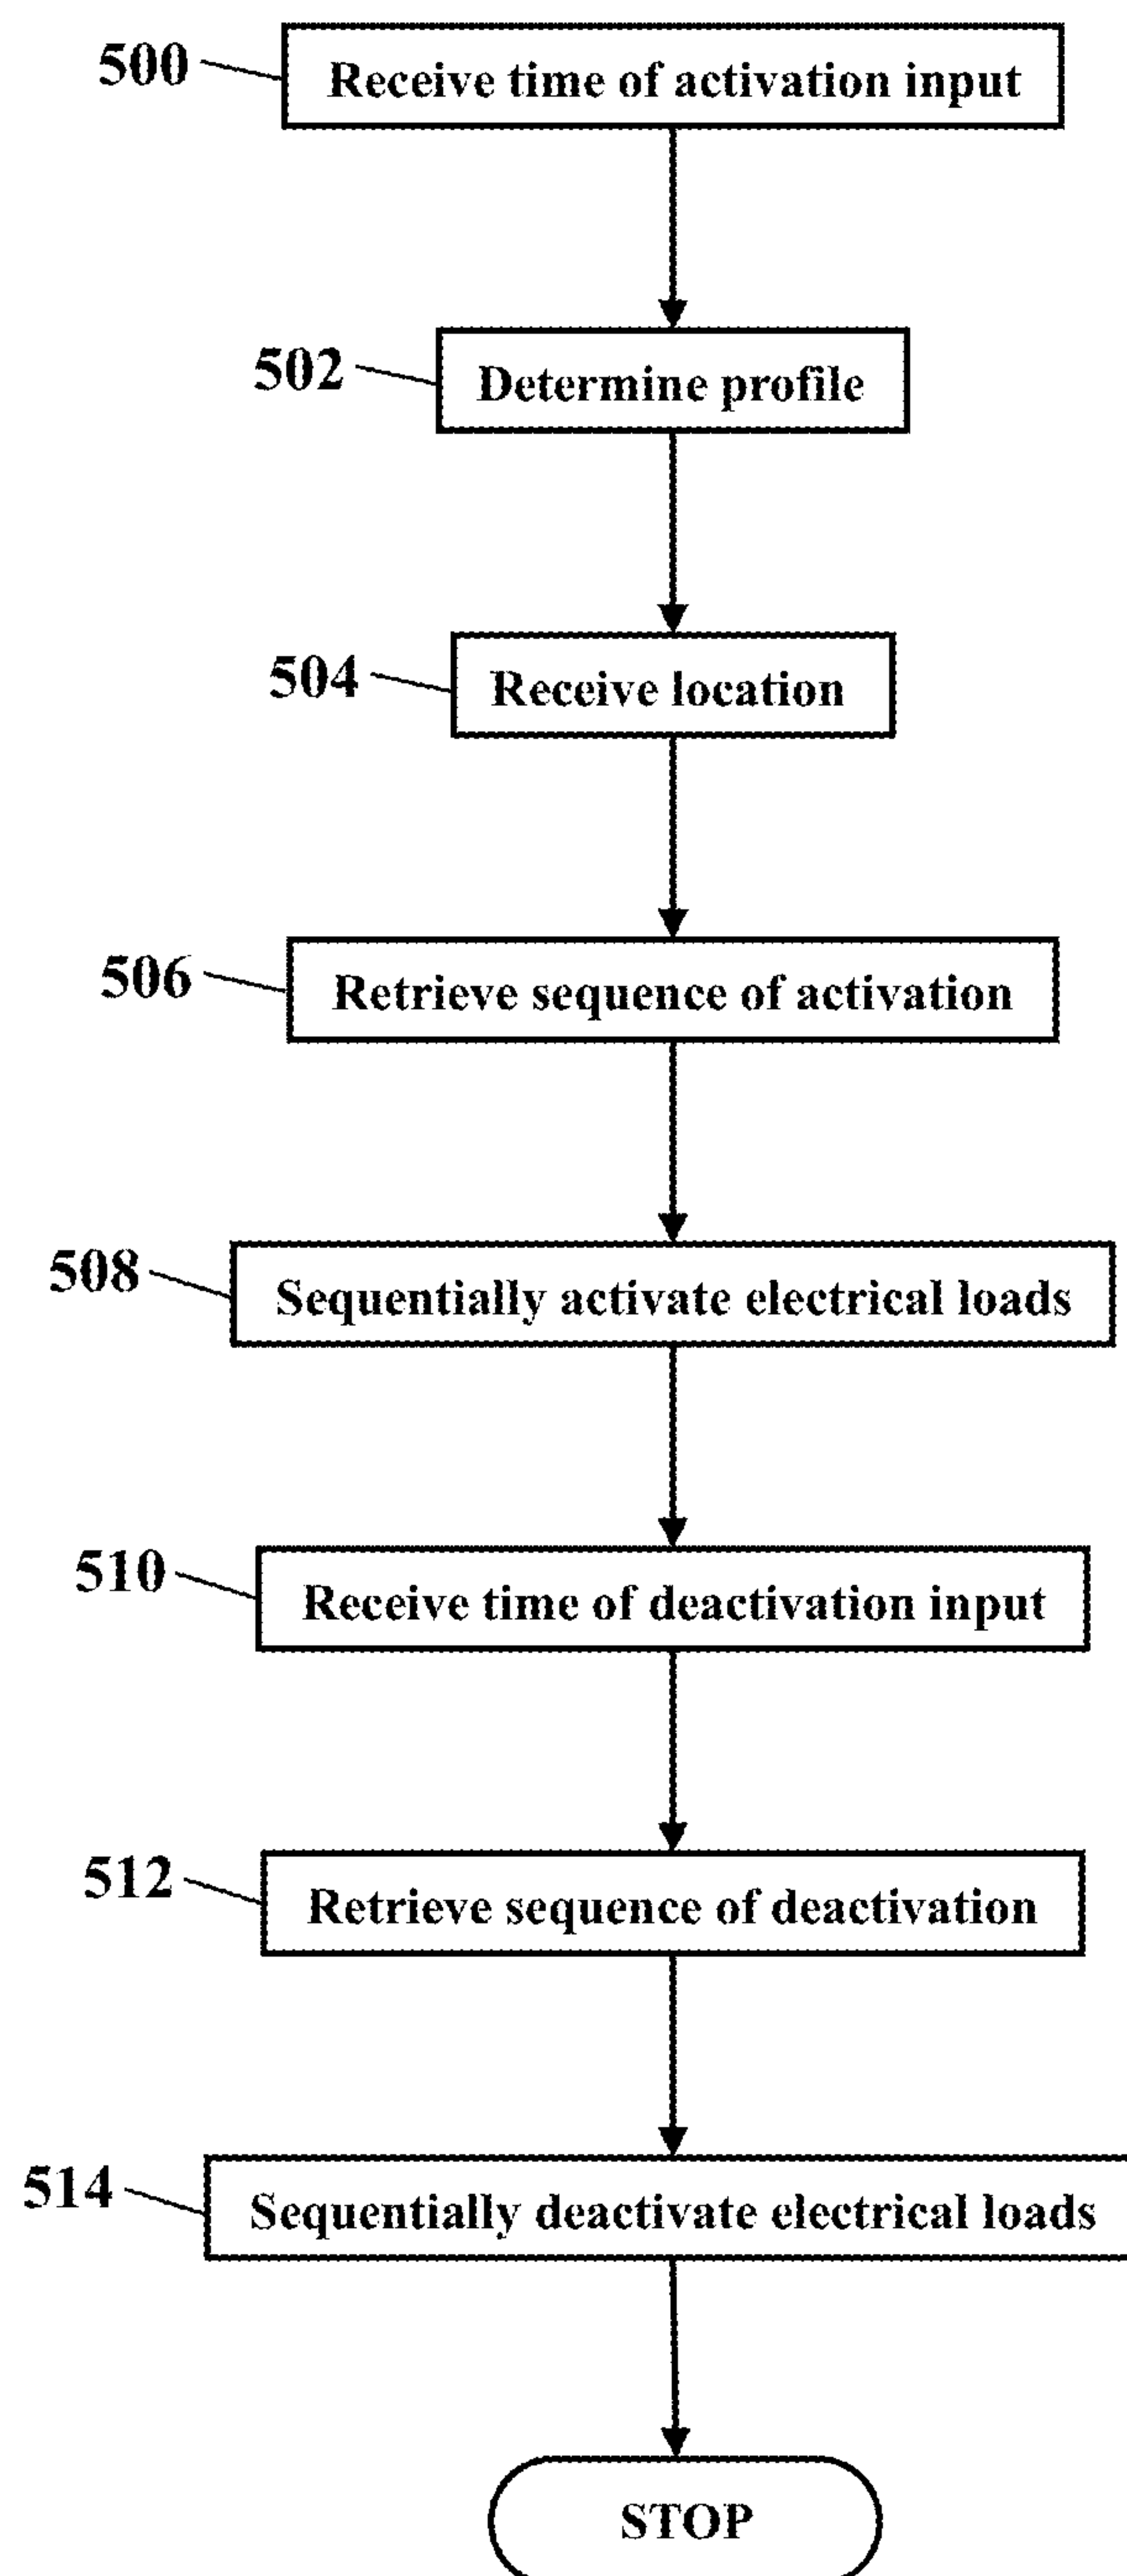 500 Receive time of activation input
502 Determine profile
504 Receive location
506 Retrieve sequence of activation
508 Sequentially activate electrical loads
510 Receive time of deactivation input
512 Retrieve sequence of deactivation
514 Sequentially deactivate electrical loads
STOP